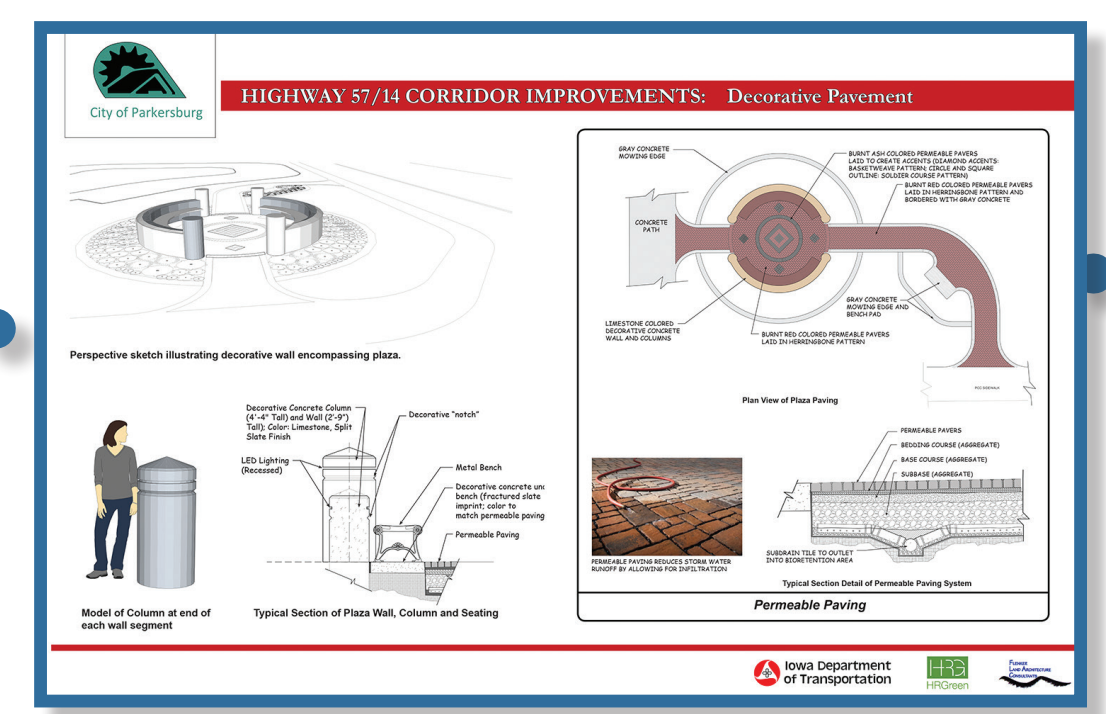 City of Parkersburg
HIGHWAY 57/14 CORRIDOR IMPROVEMENTS: Decorative Pavement
Perspective sketch illustrating decorative wall encompassing plaza.
Model of Column at end of
each wall segment
Decorative Concrete Column
(4'-4" Tall) and Wall (2'-9")
Tall); Color: Limestone, Split
Slate Finish
LED Lighting
(Recessed)
Decorative "notch"
Metal Bench
Decorative concrete und
bench (fractured slate
imprint; color to
match permeable paving
Permeable Paving
Typical Section of Plaza Wall, Column and Seating
GRAY CONCRETE
MOWING EDGE
BURNT ASH COLORED PERMEABLE PAVERS
LAID TO CREATE ACCENTS (DIAMOND ACCENTS:
BASKETWEAVE PATTERN; CIRCLE AND SQUARE
OUTLINE: SOLDIER COURSE PATTERN)
BURNT RED COLORED PERMEABLE PAVERS
LAID IN HERRINGBONE PATTERN AND
BORDERED WITH GRAY CONCRETE
CONCRETE
PATH
GRAY CONCRETE
MOWING EDGE AND
BENCH PAD
LIMESTONE COLORED
DECORATIVE CONCRETE
WALL AND COLUMNS
BURNT RED COLORED PERMEABLE PAVERS
LAID IN HERRINGBONE PATTERN
PCC SIDEWALK
Plan View of Plaza Paving
PERMEABLE PAVERS
BEDDING COURSE (AGGREGATE)
BASE COURSE (AGGREGATE)
SUBBASE (AGGREGATE)
SUBDRAIN TILE TO OUTLET
INTO BIORETENTION AREA
PERMEABLE PAVING REDUCES STORM WATER
RUNOFF BY ALLOWING FOR INFILTRATION
Typical Section Detail of Permeable Paving System
Permeable Paving
Iowa Department
of Transportation
HRG
HRGreen
Flenker
Land Architecture
Consultants